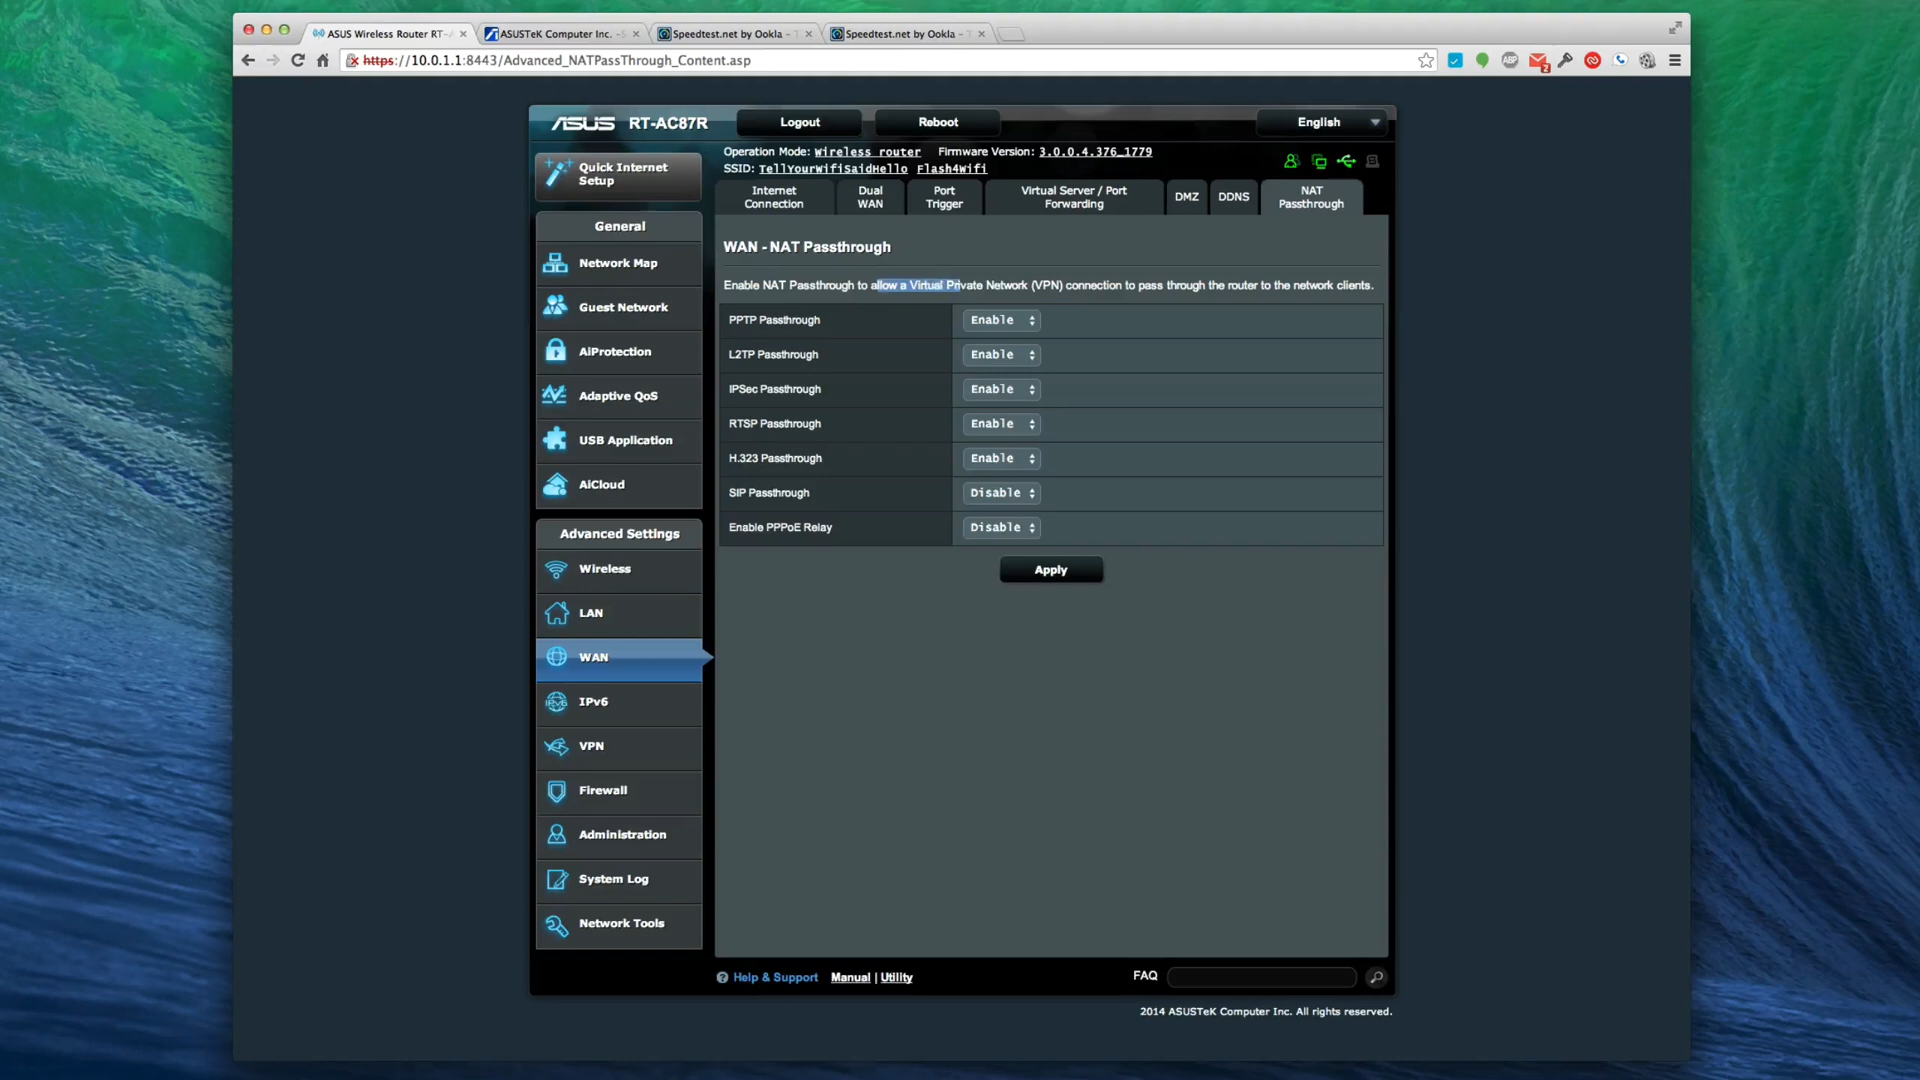 ASUS Wireless Router RT-
ASUSTeK Computer Inc. -
Speedtest.net by Ookla -
Speedtest.net by Ookla -
https://10.0.1.1:8443/Advanced_NATPassThrough_Content.asp
ABP
2
ASUS RT-AC87R
Logout
Reboot
English
Quick Internet
Setup
Operation Mode: Wireless router Firmware Version: 3.0.0.4.376_1779
SSID: TellYourWifiSaidHello Flash4Wifi
Internet
Connection
Dual
WAN
Port
Trigger
Virtual Server / Port
Forwarding
DMZ
DDNS
NAT
Passthrough
General
Network Map
Guest Network
AiProtection
Adaptive QoS
USB Application
AiCloud
Advanced Settings
Wireless
LAN
WAN
IPv6
VPN
Firewall
Administration
System Log
Network Tools
WAN - NAT Passthrough
Enable NAT Passthrough to allow a Virtual Private Network (VPN) connection to pass through the router to the network clients.
PPTP Passthrough Enable
L2TP Passthrough Enable
IPSec Passthrough Enable
RTSP Passthrough Enable
H.323 Passthrough Enable
SIP Passthrough Disable
Enable PPPoE Relay Disable
Apply
Help & Support Manual | Utility
FAQ
2014 ASUSTeK Computer Inc. All rights reserved.